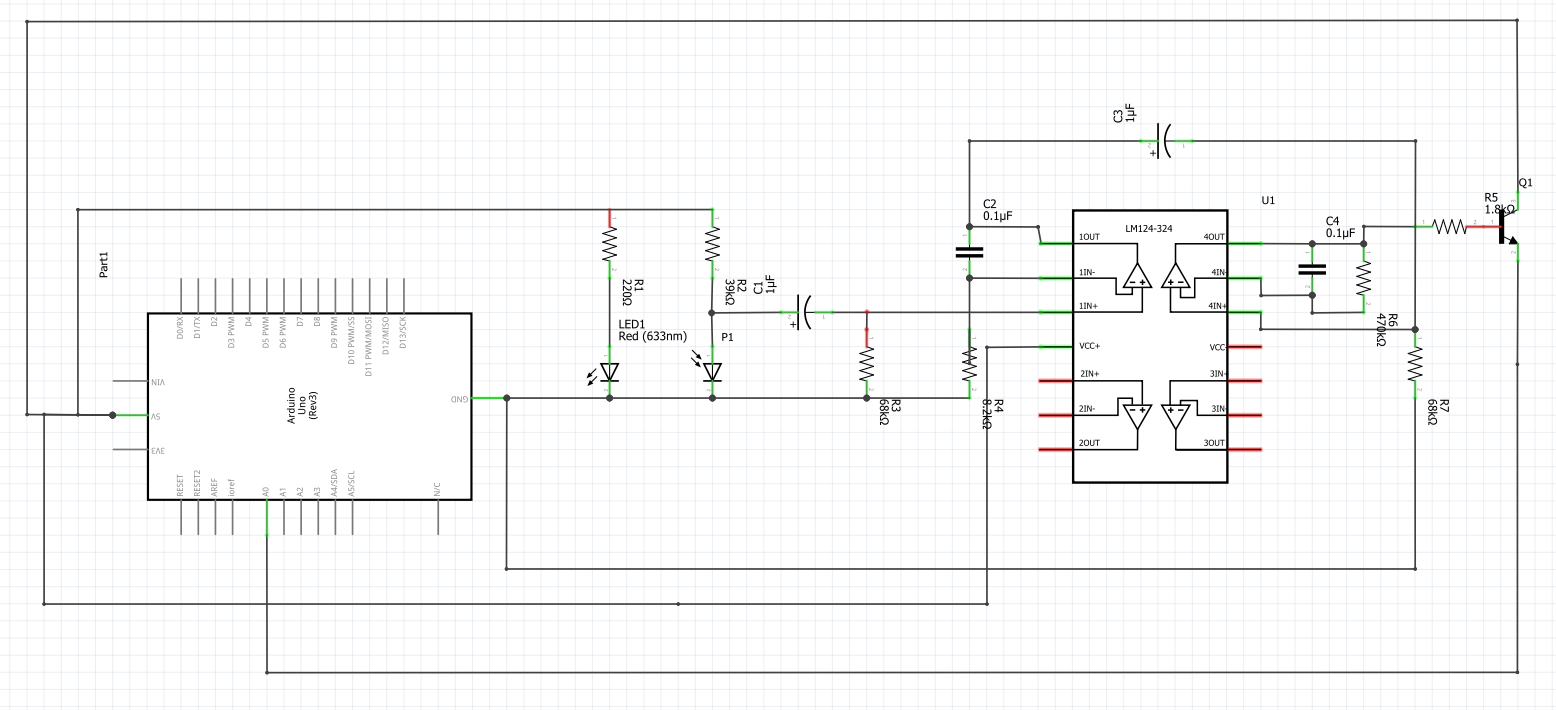 C3
1µF
Q1
R5
1.8kΩ
C2
0.1µF
U1
C4
0.1µF
LM124-324
1OUT
4OUT
1IN-
4IN-
1IN+
4IN+
VCC+
VCC-
2IN+
3IN+
2IN-
3IN-
2OUT
3OUT
R6
470kΩ
R7
68kΩ
R4
8.2kΩ
R3
68kΩ
C1
1µF
R2
39kΩ
R1
220Ω
LED1
Red (633nm)
P1
Part1
D0/RX
D1/TX
D2
D3 PWM
D4
D5 PWM
D6 PWM
D7
D8
D9 PWM
D10 PWM/SS
D11 PWM/MOSI
D12/MISO
D13/SCK
VIN
5V
3V3
GND
Arduino
Uno
(Rev3)
RESET
RESET2
AREF
ioref
A0
A1
A2
A3
A4/SDA
A5/SCL
N/C